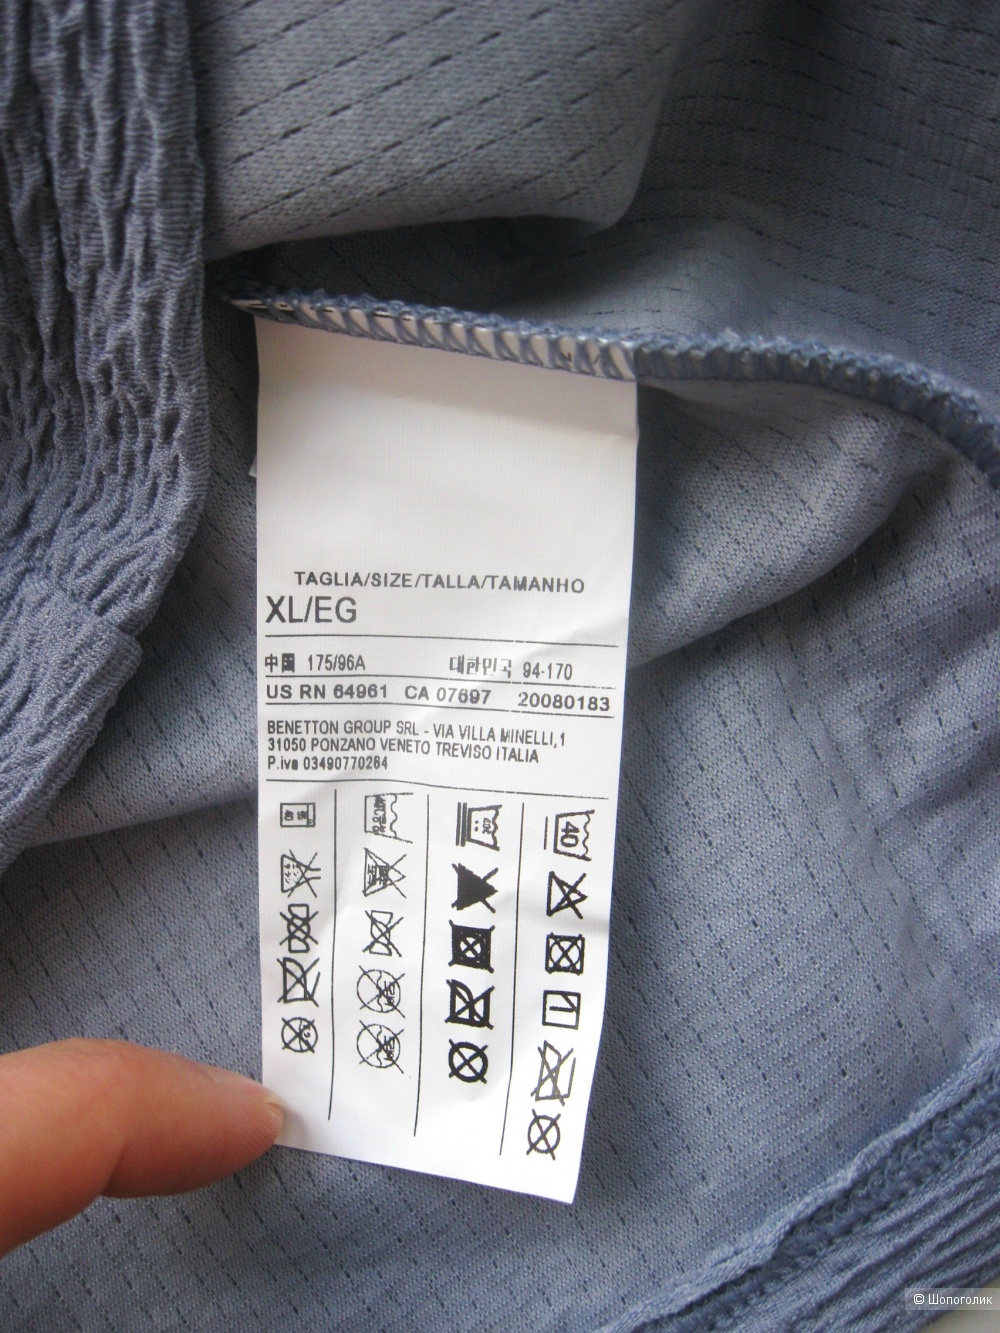 TAGLIA/SIZE/TALLA/TAMANHO
XL/EG
中国 175/96A 대한민국 94-170
US RN 64961 CA 07697 20080183
BENETTON GROUP SRL - VIA VILLA MINELLI,1
31050 PONZANO VENETO TREVISO ITALIA
P.iva 03490770264
40
© Шопоголик